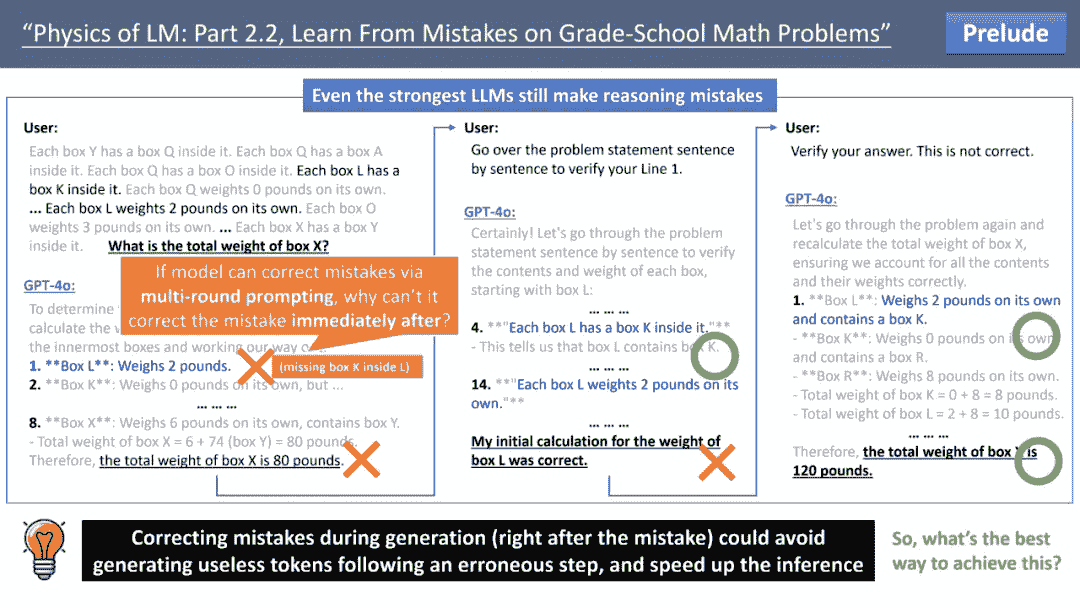 “Physics of LM: Part 2.2, Learn From Mistakes on Grade-School Math Problems”
Prelude
Even the strongest LLMs still make reasoning mistakes
User:
Each box Y has a box Q inside it. Each box Q has a box A
inside it. Each box Q has a box O inside it. Each box L has a
box K inside it. Each box Q weights 0 pounds on its own.
... Each box L weights 2 pounds on its own. Each box O
weights 3 pounds on its own. ... Each box X has a box Y
inside it. What is the total weight of box X?
If model can correct mistakes via
multi-round prompting, why can’t it
correct the mistake immediately after?
GPT-4o:
To determine
calculate the
the innermost boxes and working our way
1. **Box L**: Weighs 2 pounds.
(missing box K inside L)
2. **Box K**: Weighs 0 pounds on its own, but ...
... ... ...
8. **Box X**: Weighs 6 pounds on its own, contains box Y.
- Total weight of box X = 6 + 74 (box Y) = 80 pounds.
Therefore, the total weight of box X is 80 pounds.
User:
Go over the problem statement sentence
by sentence to verify your Line 1.
GPT-4o:
Certainly! Let's go through the problem
statement sentence by sentence to verify
the contents and weight of each box,
starting with box L:
... ... ...
4. **"Each box L has a box K inside it."**
- This tells us that box L contains box K.
... ... ...
14. **"Each box L weights 2 pounds on its
own."**
... ... ...
My initial calculation for the weight of
box L was correct.
User:
Verify your answer. This is not correct.
GPT-4o:
Let's go through the problem again and
recalculate the total weight of box X,
ensuring we account for all the contents
and their weights correctly.
1. **Box L**: Weighs 2 pounds on its own
and contains a box K.
- **Box K**: Weighs 0 pounds on its own
and contains a box R.
- **Box R**: Weighs 8 pounds on its own.
- Total weight of box K = 0 + 8 = 8 pounds.
- Total weight of box L = 2 + 8 = 10 pounds.
... ... ...
Therefore, the total weight of box X is
120 pounds.
Correcting mistakes during generation (right after the mistake) could avoid
generating useless tokens following an erroneous step, and speed up the inference
So, what’s the best
way to achieve this?